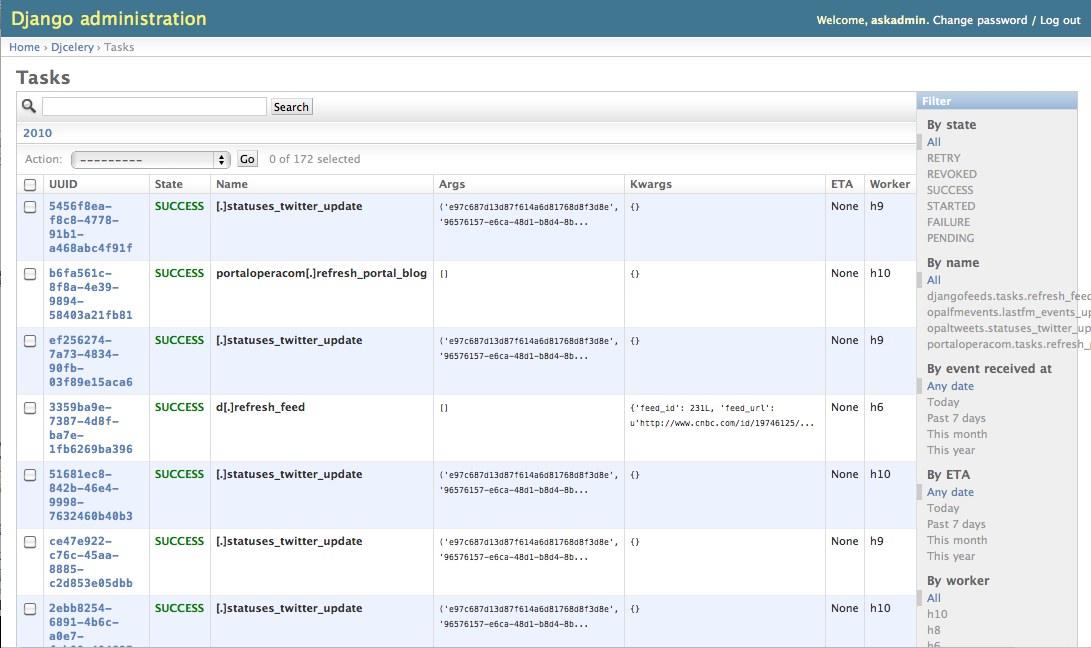 Django administration
Welcome, askadmin. Change password / Log out
Home › Djcelery › Tasks
Tasks
Search
2010
Action: --------- Go 0 of 172 selected
UUID State Name Args Kwargs ETA Worker
5456f8ea- SUCCESS [.]statuses_twitter_update ('e97c687d13d87f614a6d81768d8f3d8e', {} None h9
f8c8-4778- '96576157-e6ca-48d1-b8d4-8b...
91b1-
a468abc4f91f
b6fa561c- SUCCESS portaloperacom[.]refresh_portal_blog [] {} None h10
8f8a-4e39-
9894-
58403a21fb81
ef256274- SUCCESS [.]statuses_twitter_update ('e97c687d13d87f614a6d81768d8f3d8e', {} None h9
7a73-4834- '96576157-e6ca-48d1-b8d4-8b...
90fb-
03f89e15aca6
3359ba9e- SUCCESS d[.]refresh_feed [] {'feed_id': 231L, 'feed_url': None h6
7387-4d8f- u'http://www.cnbc.com/id/19746125/...
ba7e-
1fb6269ba396
51681ec8- SUCCESS [.]statuses_twitter_update ('e97c687d13d87f614a6d81768d8f3d8e', {} None h10
842b-46e4- '96576157-e6ca-48d1-b8d4-8b...
9998-
7632460b40b3
ce47e922- SUCCESS [.]statuses_twitter_update ('e97c687d13d87f614a6d81768d8f3d8e', {} None h9
c76c-45aa- '96576157-e6ca-48d1-b8d4-8b...
8885-
c2d853e05dbb
2ebb8254- SUCCESS [.]statuses_twitter_update ('e97c687d13d87f614a6d81768d8f3d8e', {} None h10
6891-4b6c- '96576157-e6ca-48d1-b8d4-8b...
a0e7-
Filter
By state
All
RETRY
REVOKED
SUCCESS
STARTED
FAILURE
PENDING
By name
All
djangofeeds.tasks.refresh_feed
opalfmevents.lastfm_events_up
opaltweets.statuses_twitter_up
portaloperacom.tasks.refresh_
By event received at
Any date
Today
Past 7 days
This month
This year
By ETA
Any date
Today
Past 7 days
This month
This year
By worker
All
h10
h8
h6